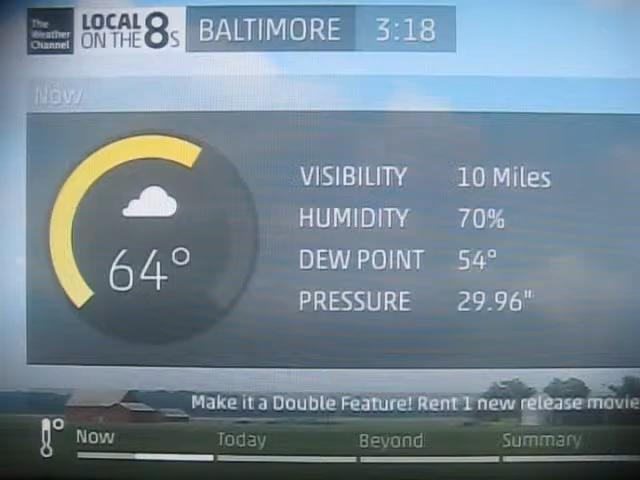 The
Weather
Channel
LOCAL
ON THE 8s
BALTIMORE 3:18
Now
64°
VISIBILITY 10 Miles
HUMIDITY 70%
DEW POINT 54°
PRESSURE 29.96"
Make it a Double Feature! Rent 1 new release movie
Now Today Beyond Summary